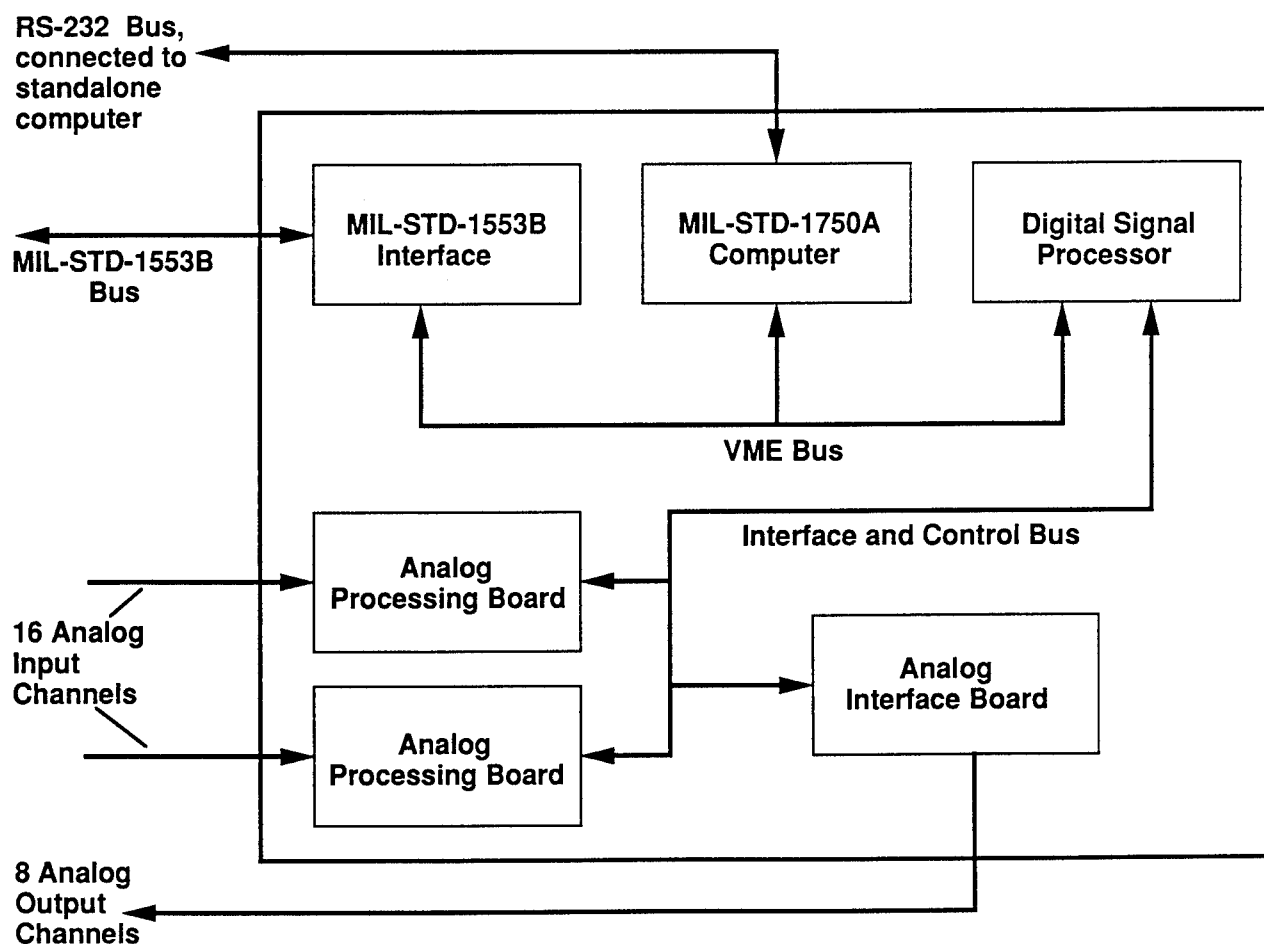 RS-232 Bus,
connected to
standalone
computer
MIL-STD-1553B
Interface
MIL-STD-1750A
Computer
Digital Signal
Processor
MIL-STD-1553B
Bus
VME Bus
Interface and Control Bus
Analog
Processing Board
16 Analog
Input
Channels
Analog
Interface Board
Analog
Processing Board
8 Analog
Output
Channels